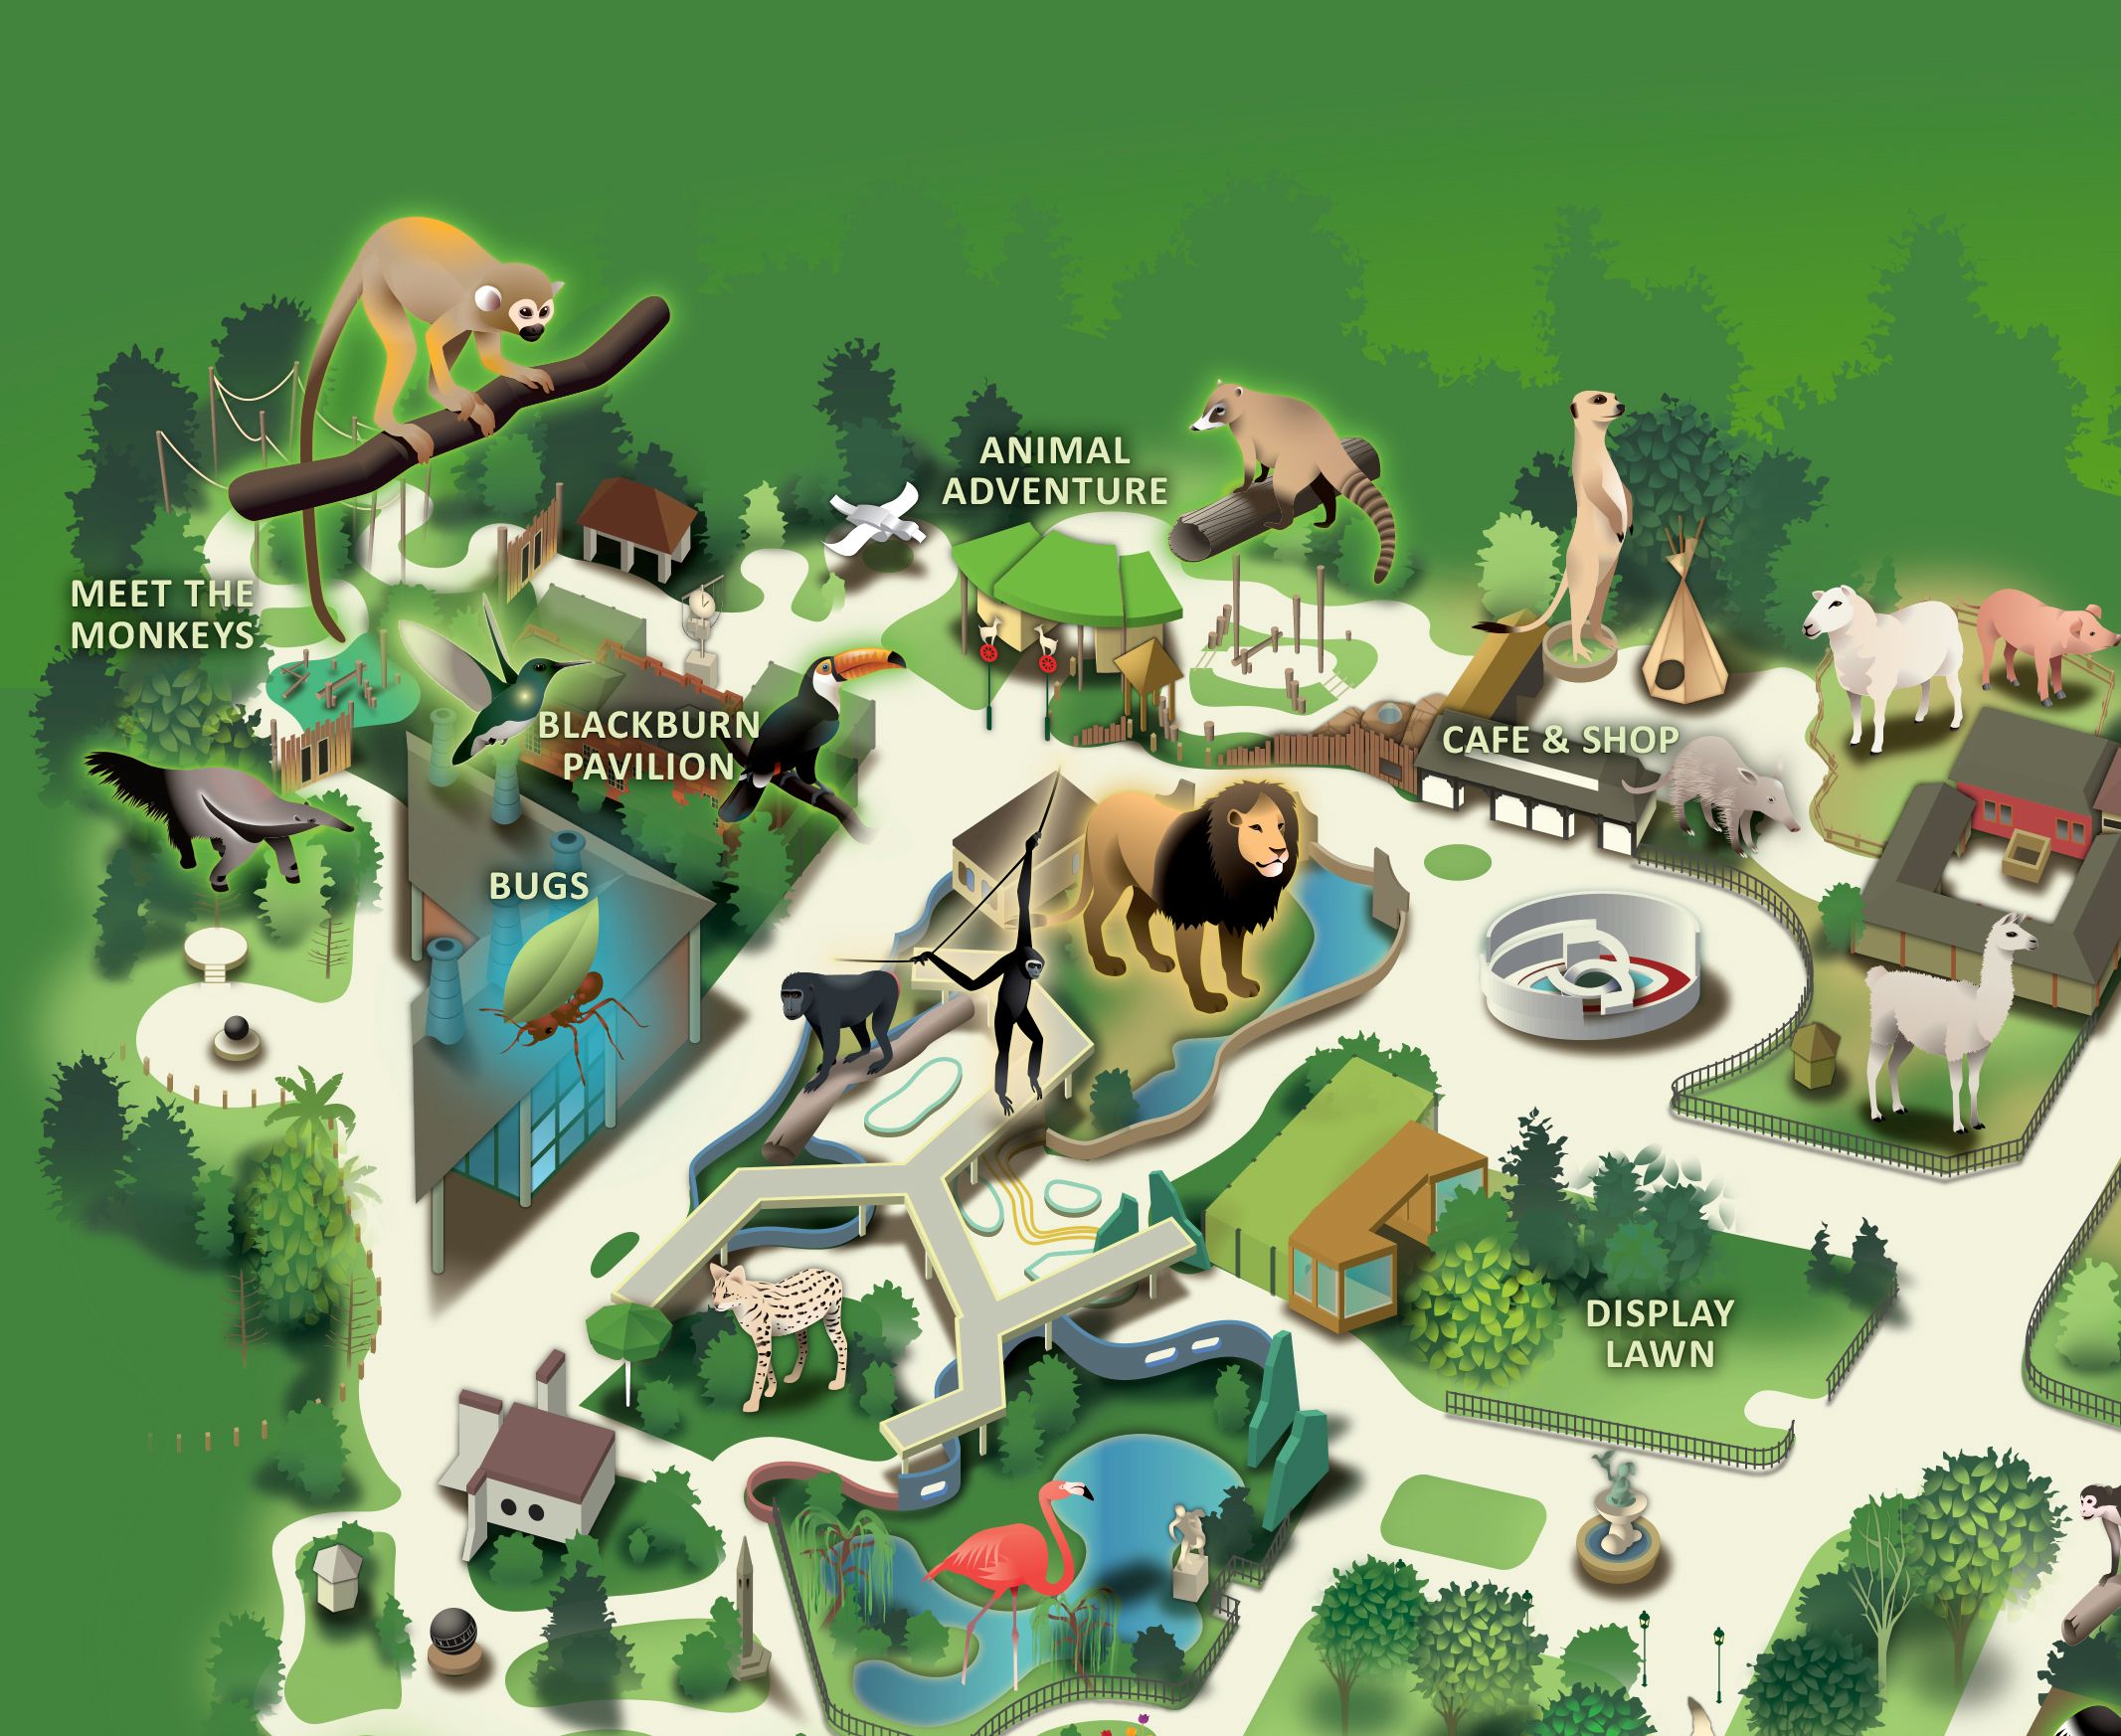 ANIMAL
ADVENTURE
MEET THE
MONKEYS
BLACKBURN
PAVILION
CAFE & SHOP
BUGS
DISPLAY
LAWN